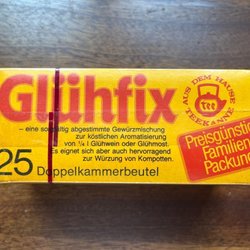 Glühfix
AUS DEM HAUSE
TEEKANNE
tee
– eine sorgfältig abgestimmte Gewürzmischung
zur köstlichen Aromatisierung
von ¼ l Glühwein oder Glühmost.
Es eignet sich aber auch hervorragend
zur Würzung von Kompotten.
Preisgünstige
Familien
Packung
25 Doppelkammerbeutel